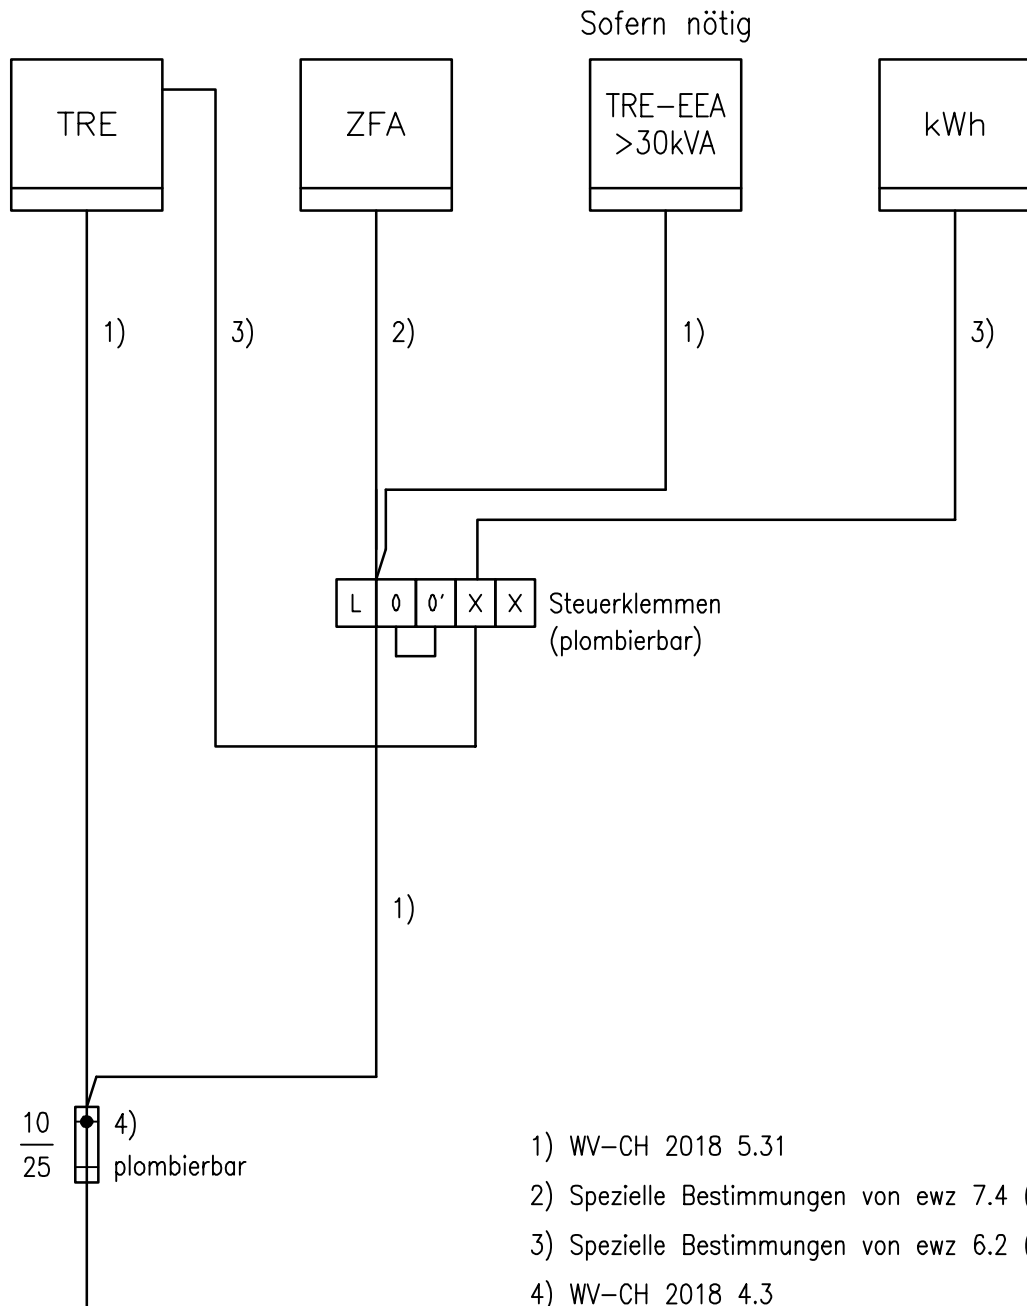 Sofern nötig
TRE
ZFA
TRE-EEA
>30kVA
kWh
1)
3)
2)
1)
3)
L 0 0' X X
Steuerklemmen
(plombierbar)
1)
10
25
4)
plombierbar
1) WV-CH 2018 5.31
2) Spezielle Bestimmungen von ewz 7.4 (
3) Spezielle Bestimmungen von ewz 6.2 (
4) WV-CH 2018 4.3